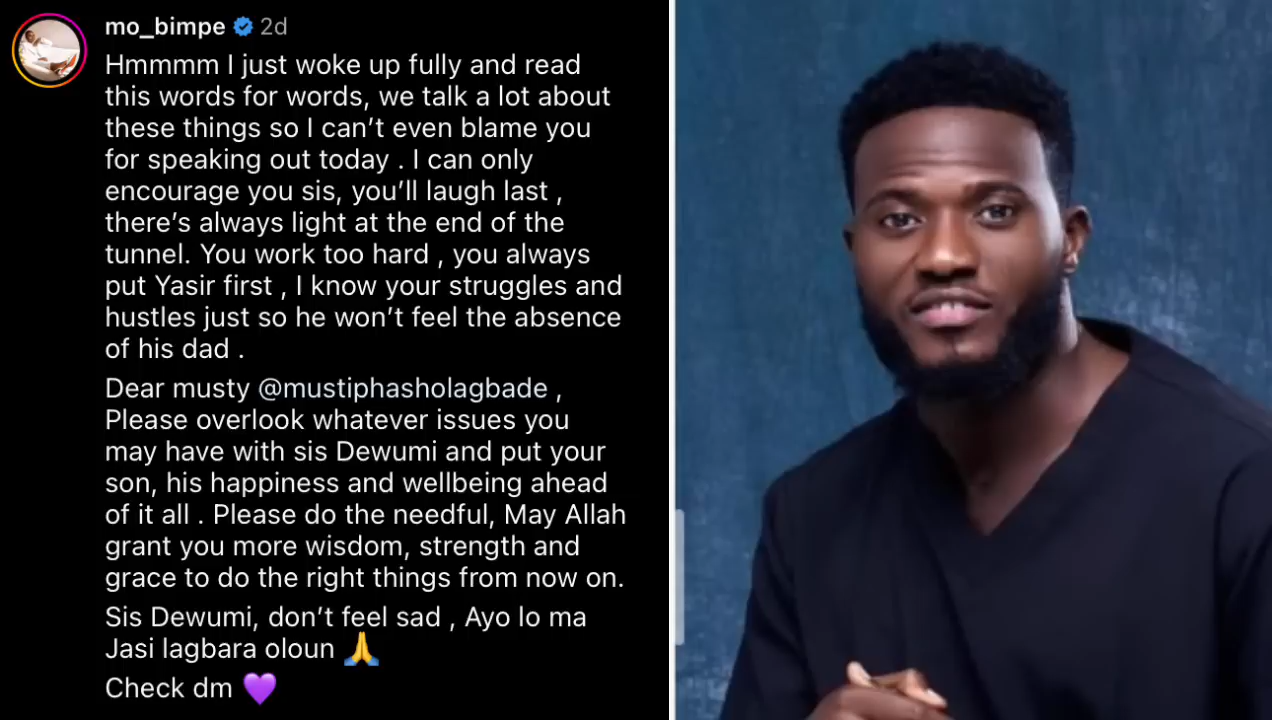 mo_bimpe 2d
Hmmmm I just woke up fully and read
this words for words, we talk a lot about
these things so I can’t even blame you
for speaking out today . I can only
encourage you sis, you’ll laugh last ,
there’s always light at the end of the
tunnel. You work too hard , you always
put Yasir first , I know your struggles and
hustles just so he won’t feel the absence
of his dad .
Dear musty @mustiphasholagbade ,
Please overlook whatever issues you
may have with sis Dewumi and put your
son, his happiness and wellbeing ahead
of it all . Please do the needful, May Allah
grant you more wisdom, strength and
grace to do the right things from now on.
Sis Dewumi, don’t feel sad , Ayo lo ma
Jasi lagbara oloun 🙏
Check dm 💜